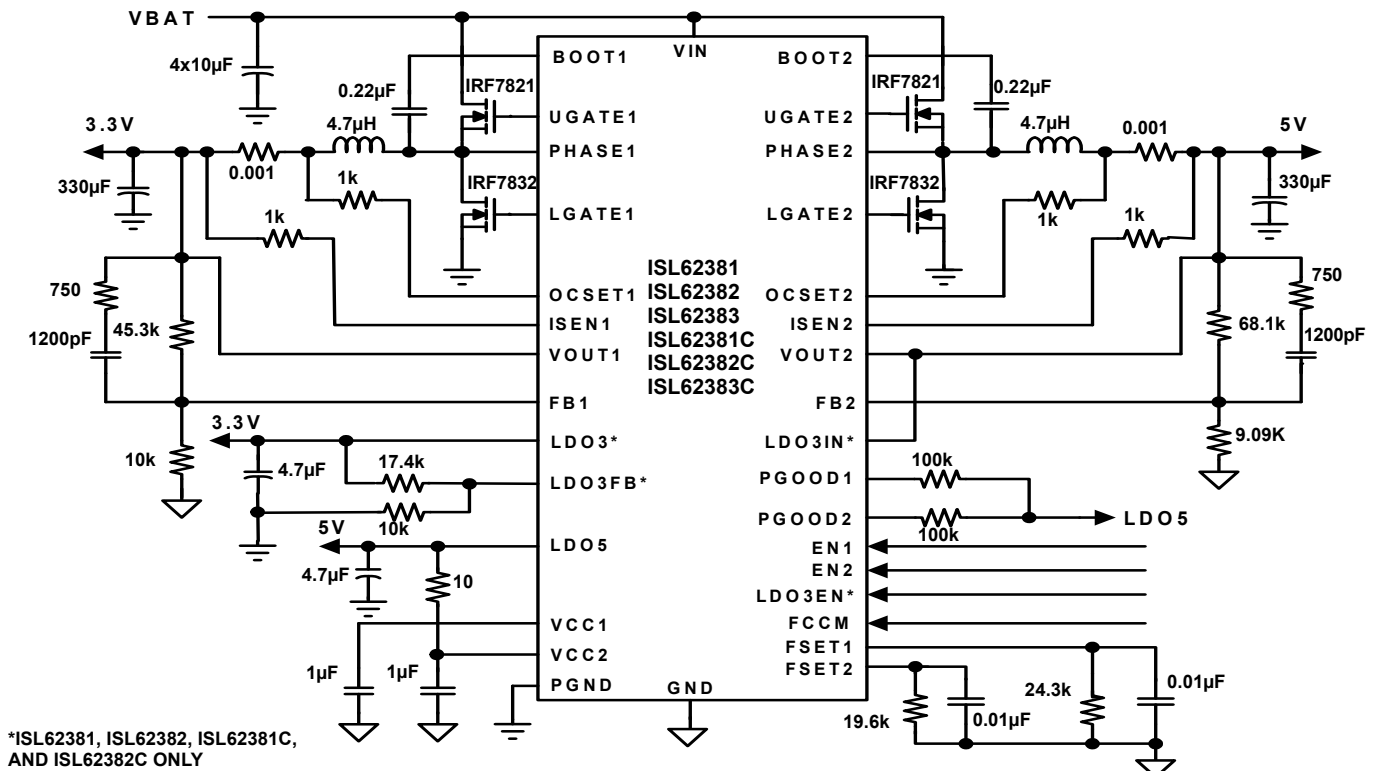 VBAT
4x10µF
0.22µF
IRF7821
BOOT1
VIN
BOOT2
IRF7821
0.22µF
3.3V
4.7µH
UGATE1
UGATE2
4.7µH
0.001
5V
PHASE1
PHASE2
330µF
0.001
IRF7832
IRF7832
330µF
1k
1k
LGATE1
LGATE2
1k
1k
ISL62381
ISL62382
ISL62383
ISL62381C
ISL62382C
ISL62383C
750
OCSET1
OCSET2
750
1200pF
45.3k
ISEN1
ISEN2
68.1k
1200pF
VOUT1
VOUT2
FB1
FB2
3.3V
LDO3*
LDO3IN*
9.09K
10k
4.7µF
17.4k
LDO3FB*
PGOOD1
100k
10k
PGOOD2
100k
LDO5
5V
LDO5
EN1
4.7µF
10
EN2
LDO3EN*
VCC1
FCCM
FSET1
1µF
1µF
VCC2
FSET2
PGND
GND
19.6k
0.01µF
24.3k
0.01µF
*ISL62381, ISL62382, ISL62381C,
AND ISL62382C ONLY